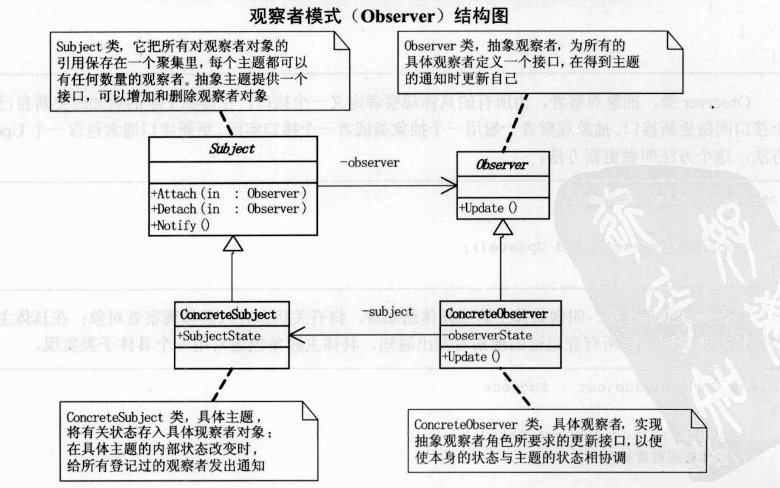 观察者模式（Observer）结构图
Subject 类，它把所有对观察者对象的
引用保存在一个聚集里，每个主题都可以
有任何数量的观察者。抽象主题提供一个
接口，可以增加和删除观察者对象
Observer 类，抽象观察者，为所有的
具体观察者定义一个接口，在得到主题
的通知时更新自己
Subject
+Attach(in : Observer)
+Detach(in : Observer)
+Notify()
-observer
Observer
+Update()
ConcreteSubject
+SubjectState
-subject
ConcreteObserver
-observerState
+Update()
ConcreteSubject 类，具体主题，
将有关状态存入具体现察者对象；
在具体主题的内部状态改变时，
给所有登记过的观察者发出通知
ConcreteObserver 类，具体观察者，实现
抽象观察者角色所要求的更新接口，以便
使本身的状态与主题的状态相协调